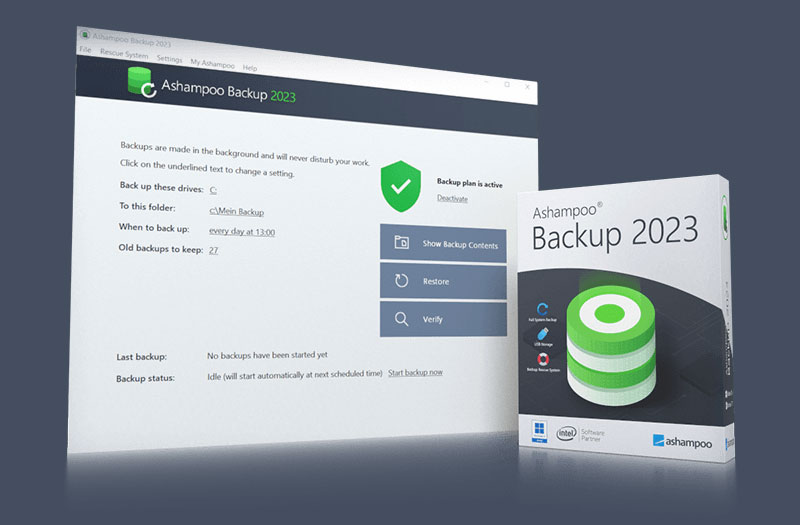 Ashampoo Backup 2023
File Rescue System Settings My Ashampoo Help
Ashampoo Backup 2023
Backups are made in the background and will never disturb your work.
Click on the underlined text to change a setting.
Back up these drives: C:
To this folder: c:\Mein Backup
When to back up: every day at 13:00
Old backups to keep: 27
Backup plan is active
Deactivate
Show Backup Contents
Restore
Verify
Last backup: No backups have been started yet
Backup status: Idle (will start automatically at next scheduled time) Start backup now
Ashampoo®
Backup 2023
Full System Backup
USB Storage
Backup Rescue System
intel
Software
Partner
ashampoo